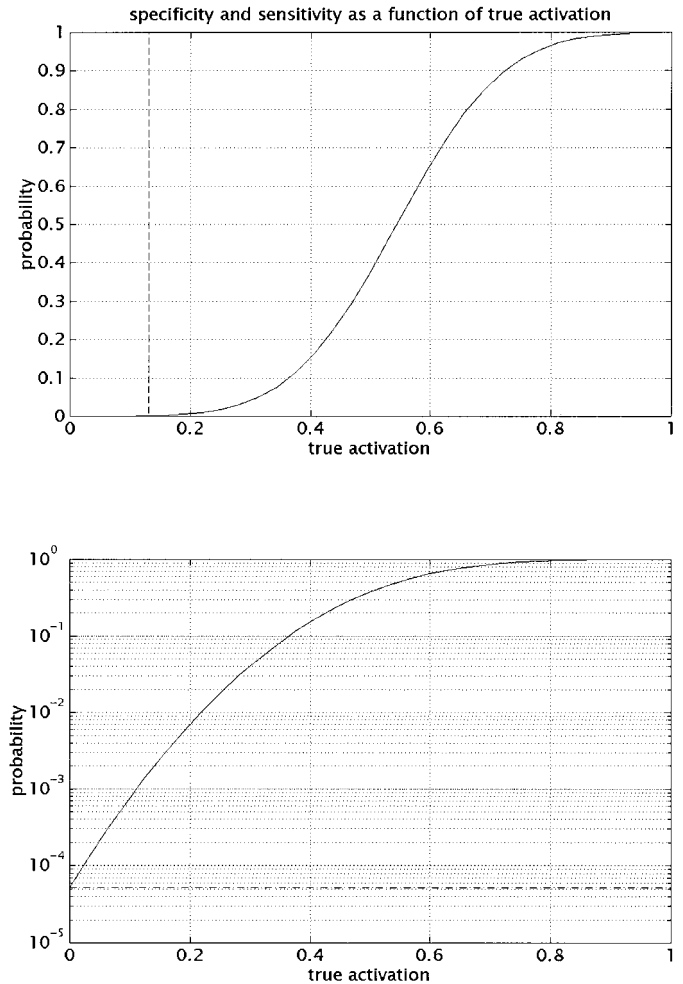 specificity and sensitivity as a function of true activation
1
0.9
0.8
0.7
0.6
0.5
0.4
0.3
0.2
0.1
0
probability
0 0.2 0.4 0.6 0.8 1
true activation
10^0
10^-1
10^-2
10^-3
10^-4
10^-5
probability
0 0.2 0.4 0.6 0.8 1
true activation